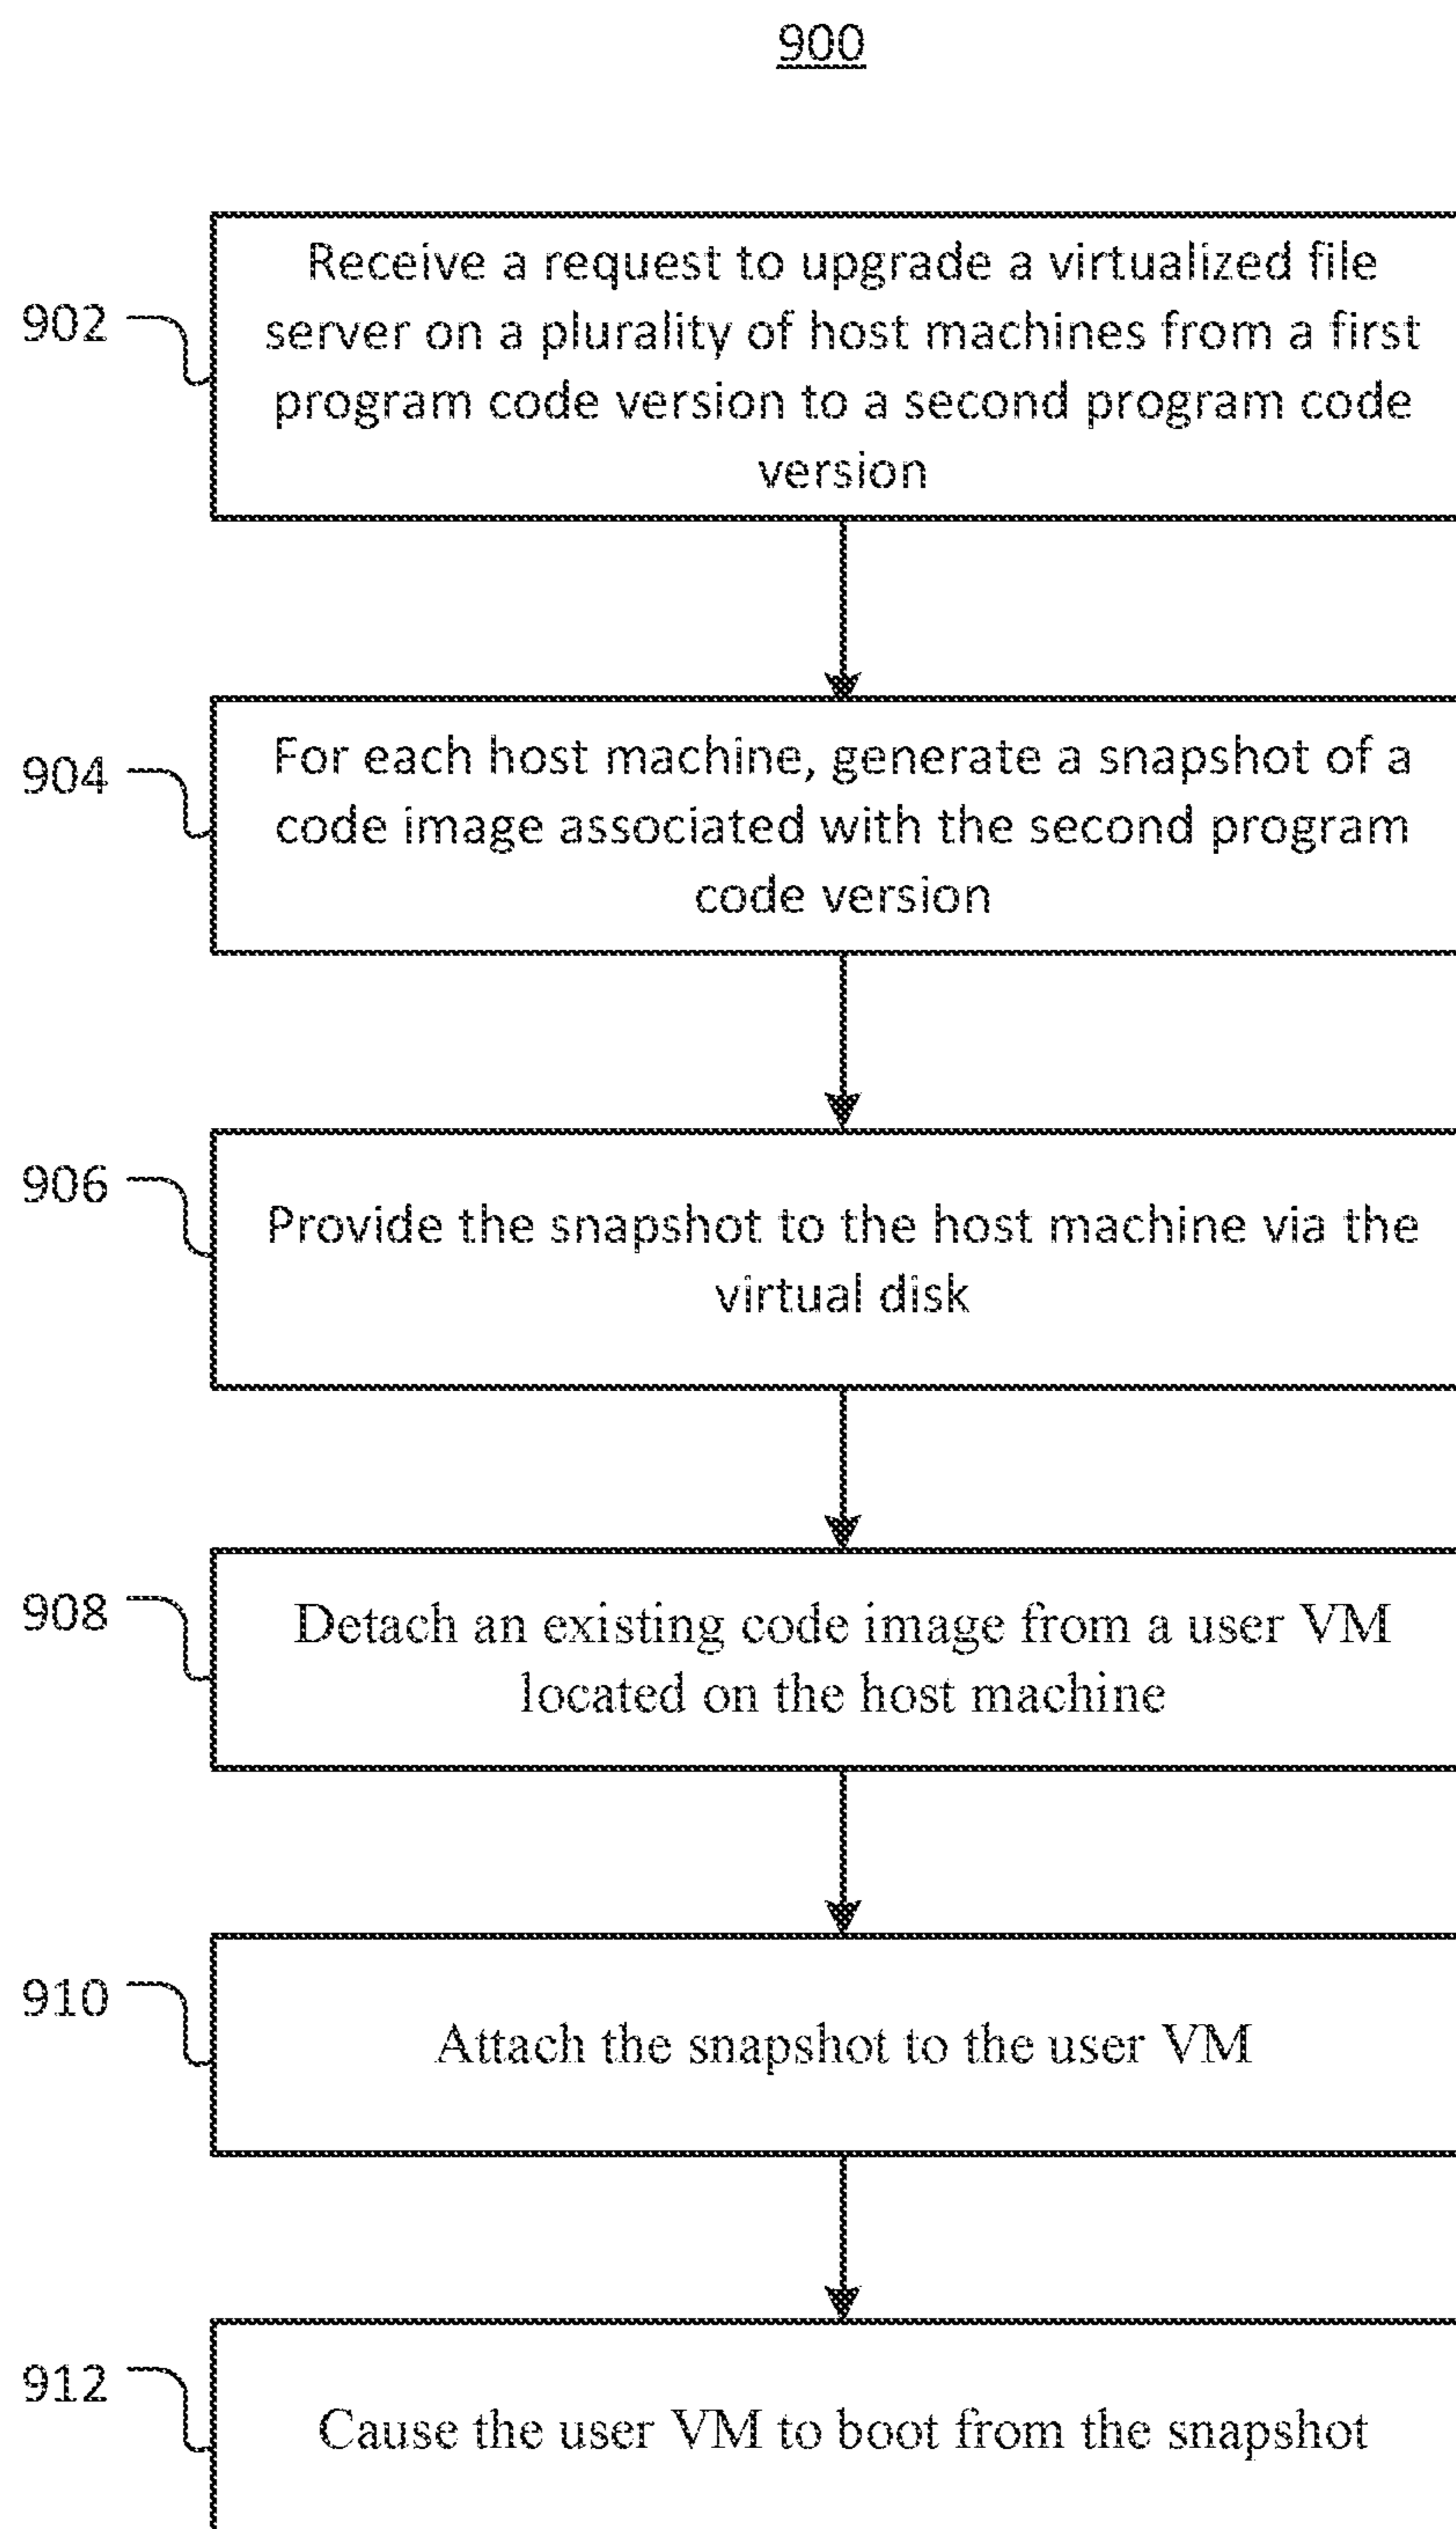 900
902
Receive a request to upgrade a virtualized file
server on a plurality of host machines from a first
program code version to a second program code
version
904
For each host machine, generate a snapshot of a
code image associated with the second program
code version
906
Provide the snapshot to the host machine via the
virtual disk
908
Detach an existing code image from a user VM
located on the host machine
910
Attach the snapshot to the user VM
912
Cause the user VM to boot from the snapshot